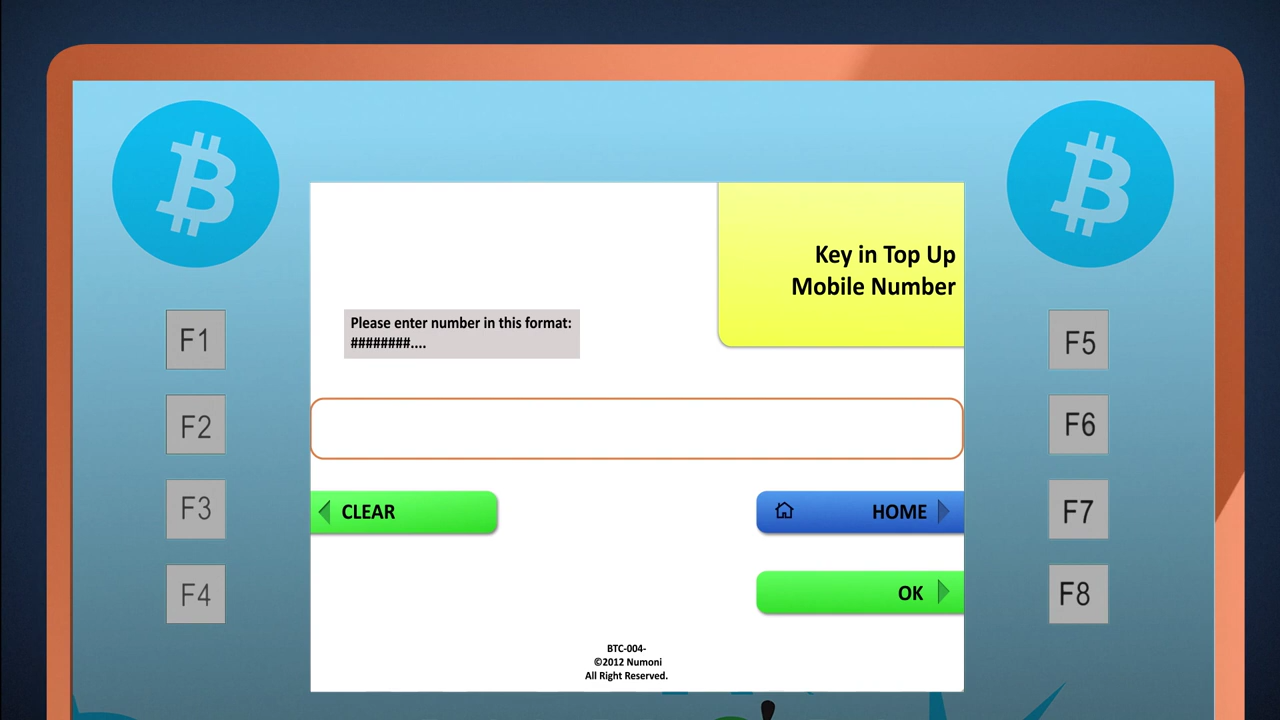 Key in Top Up
Mobile Number
Please enter number in this format:
########....
F1
F5
F2
F6
F3
CLEAR
HOME
F7
F4
OK
F8
BTC-004-
©2012 Numoni
All Right Reserved.